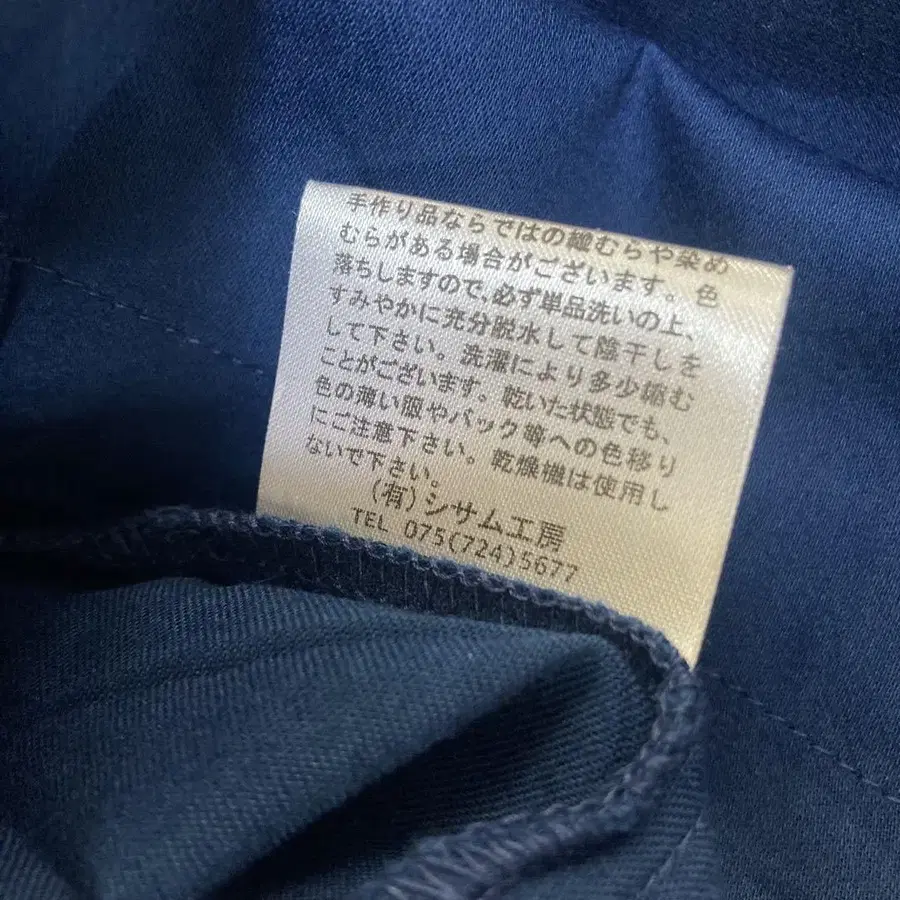 手作り品ならではの縫むらや染め
むらがある場合がございます。色
落ちしますので、必ず単品洗いの上、
すみやかに充分脱水して陰干しを
して下さい。洗濯により多少縮む
ことがございます。乾いた状態でも、
色の薄い服やバック等への色移り
にご注意下さい。乾燥機は使用し
ないで下さい。
(有)シサム工房
TEL 075(724)5677